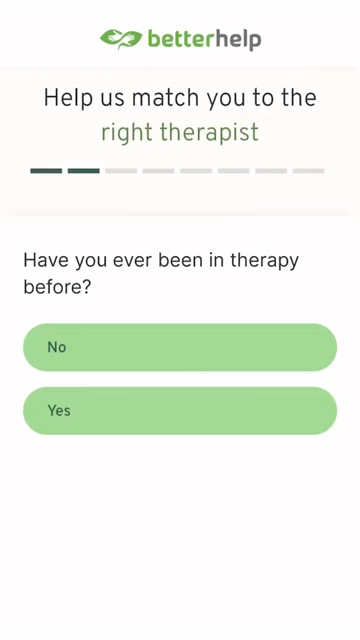 betterhelp
Help us match you to the
right therapist
Have you ever been in therapy
before?
No
Yes